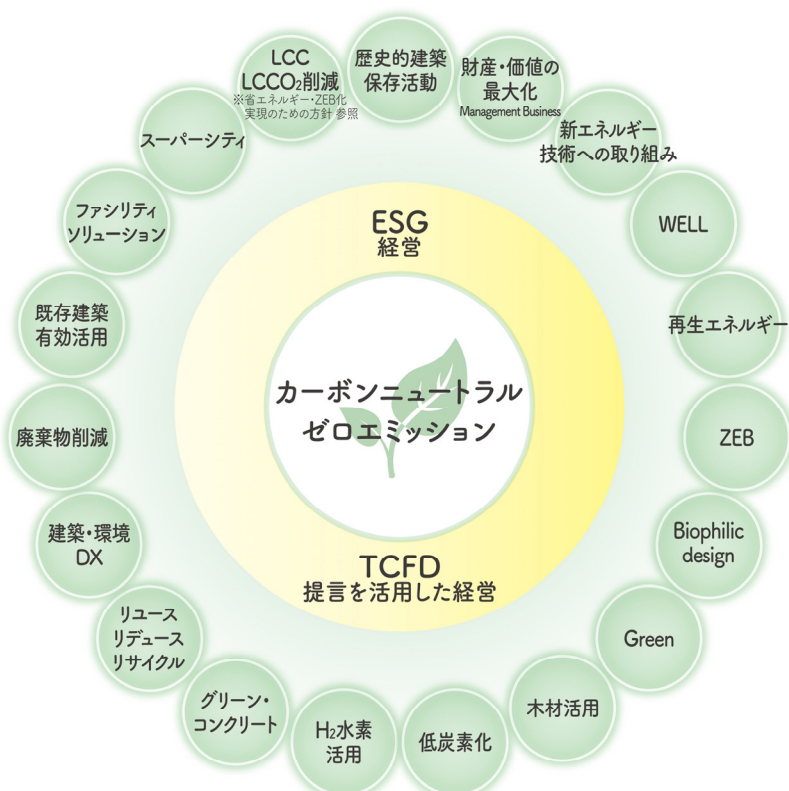 歴史的建築
保存活動
財産・価値の
最大化
Management Business
新エネルギー
技術への取り組み
WELL
再生エネルギー
ZEB
Biophilic
design
Green
木材活用
低炭素化
H₂水素
活用
グリーン・
コンクリート
リユース
リデュース
リサイクル
建築・環境
DX
廃棄物削減
既存建築
有効活用
ファシリティ
ソリューション
スーパーシティ
LCC
LCCO₂削減
※省エネルギー・ZEB化
実現のための方針 参照
ESG
経営
カーボンニュートラル
ゼロエミッション
TCFD
提言を活用した経営